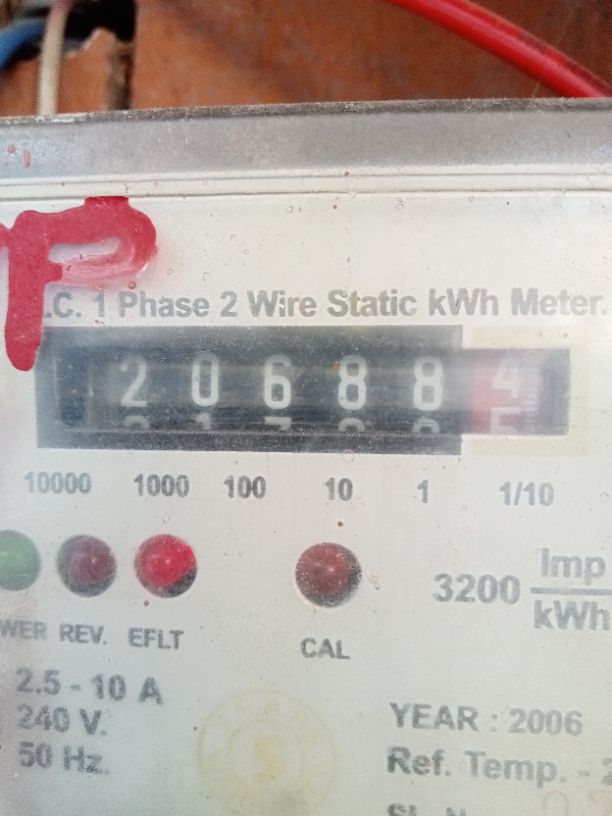 P
.C. 1 Phase 2 Wire Static kWh Meter.
2 0 6 8 8 4
10000 1000 100 10 1 1/10
3200 Imp/kWh
WER REV. EFLT CAL
2.5 - 10 A
240 V.
50 Hz.
YEAR : 2006
Ref. Temp. - 2